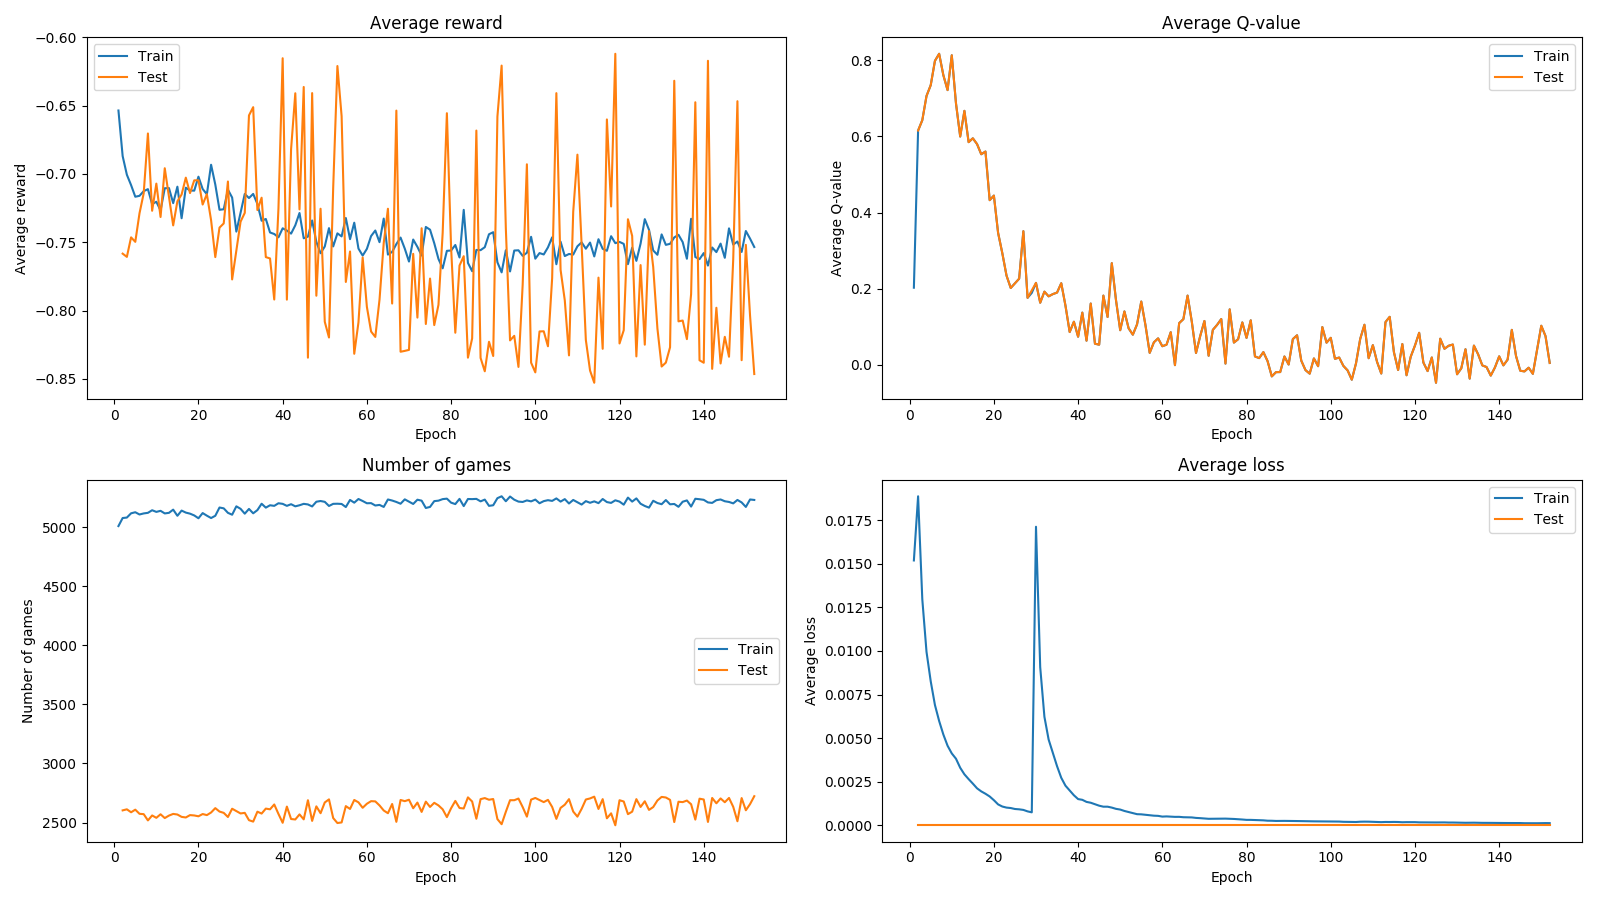 Average reward
−0.60
−0.65
−0.70
−0.75
−0.80
−0.85
Average reward
Train
Test
0 20 40 60 80 100 120 140
Epoch
Average Q-value
0.8
0.6
0.4
0.2
0.0
Average Q-value
Train
Test
0 20 40 60 80 100 120 140
Epoch
Number of games
5000
4500
4000
3500
3000
2500
Number of games
Train
Test
0 20 40 60 80 100 120 140
Epoch
Average loss
0.0175
0.0150
0.0125
0.0100
0.0075
0.0050
0.0025
0.0000
Average loss
Train
Test
0 20 40 60 80 100 120 140
Epoch